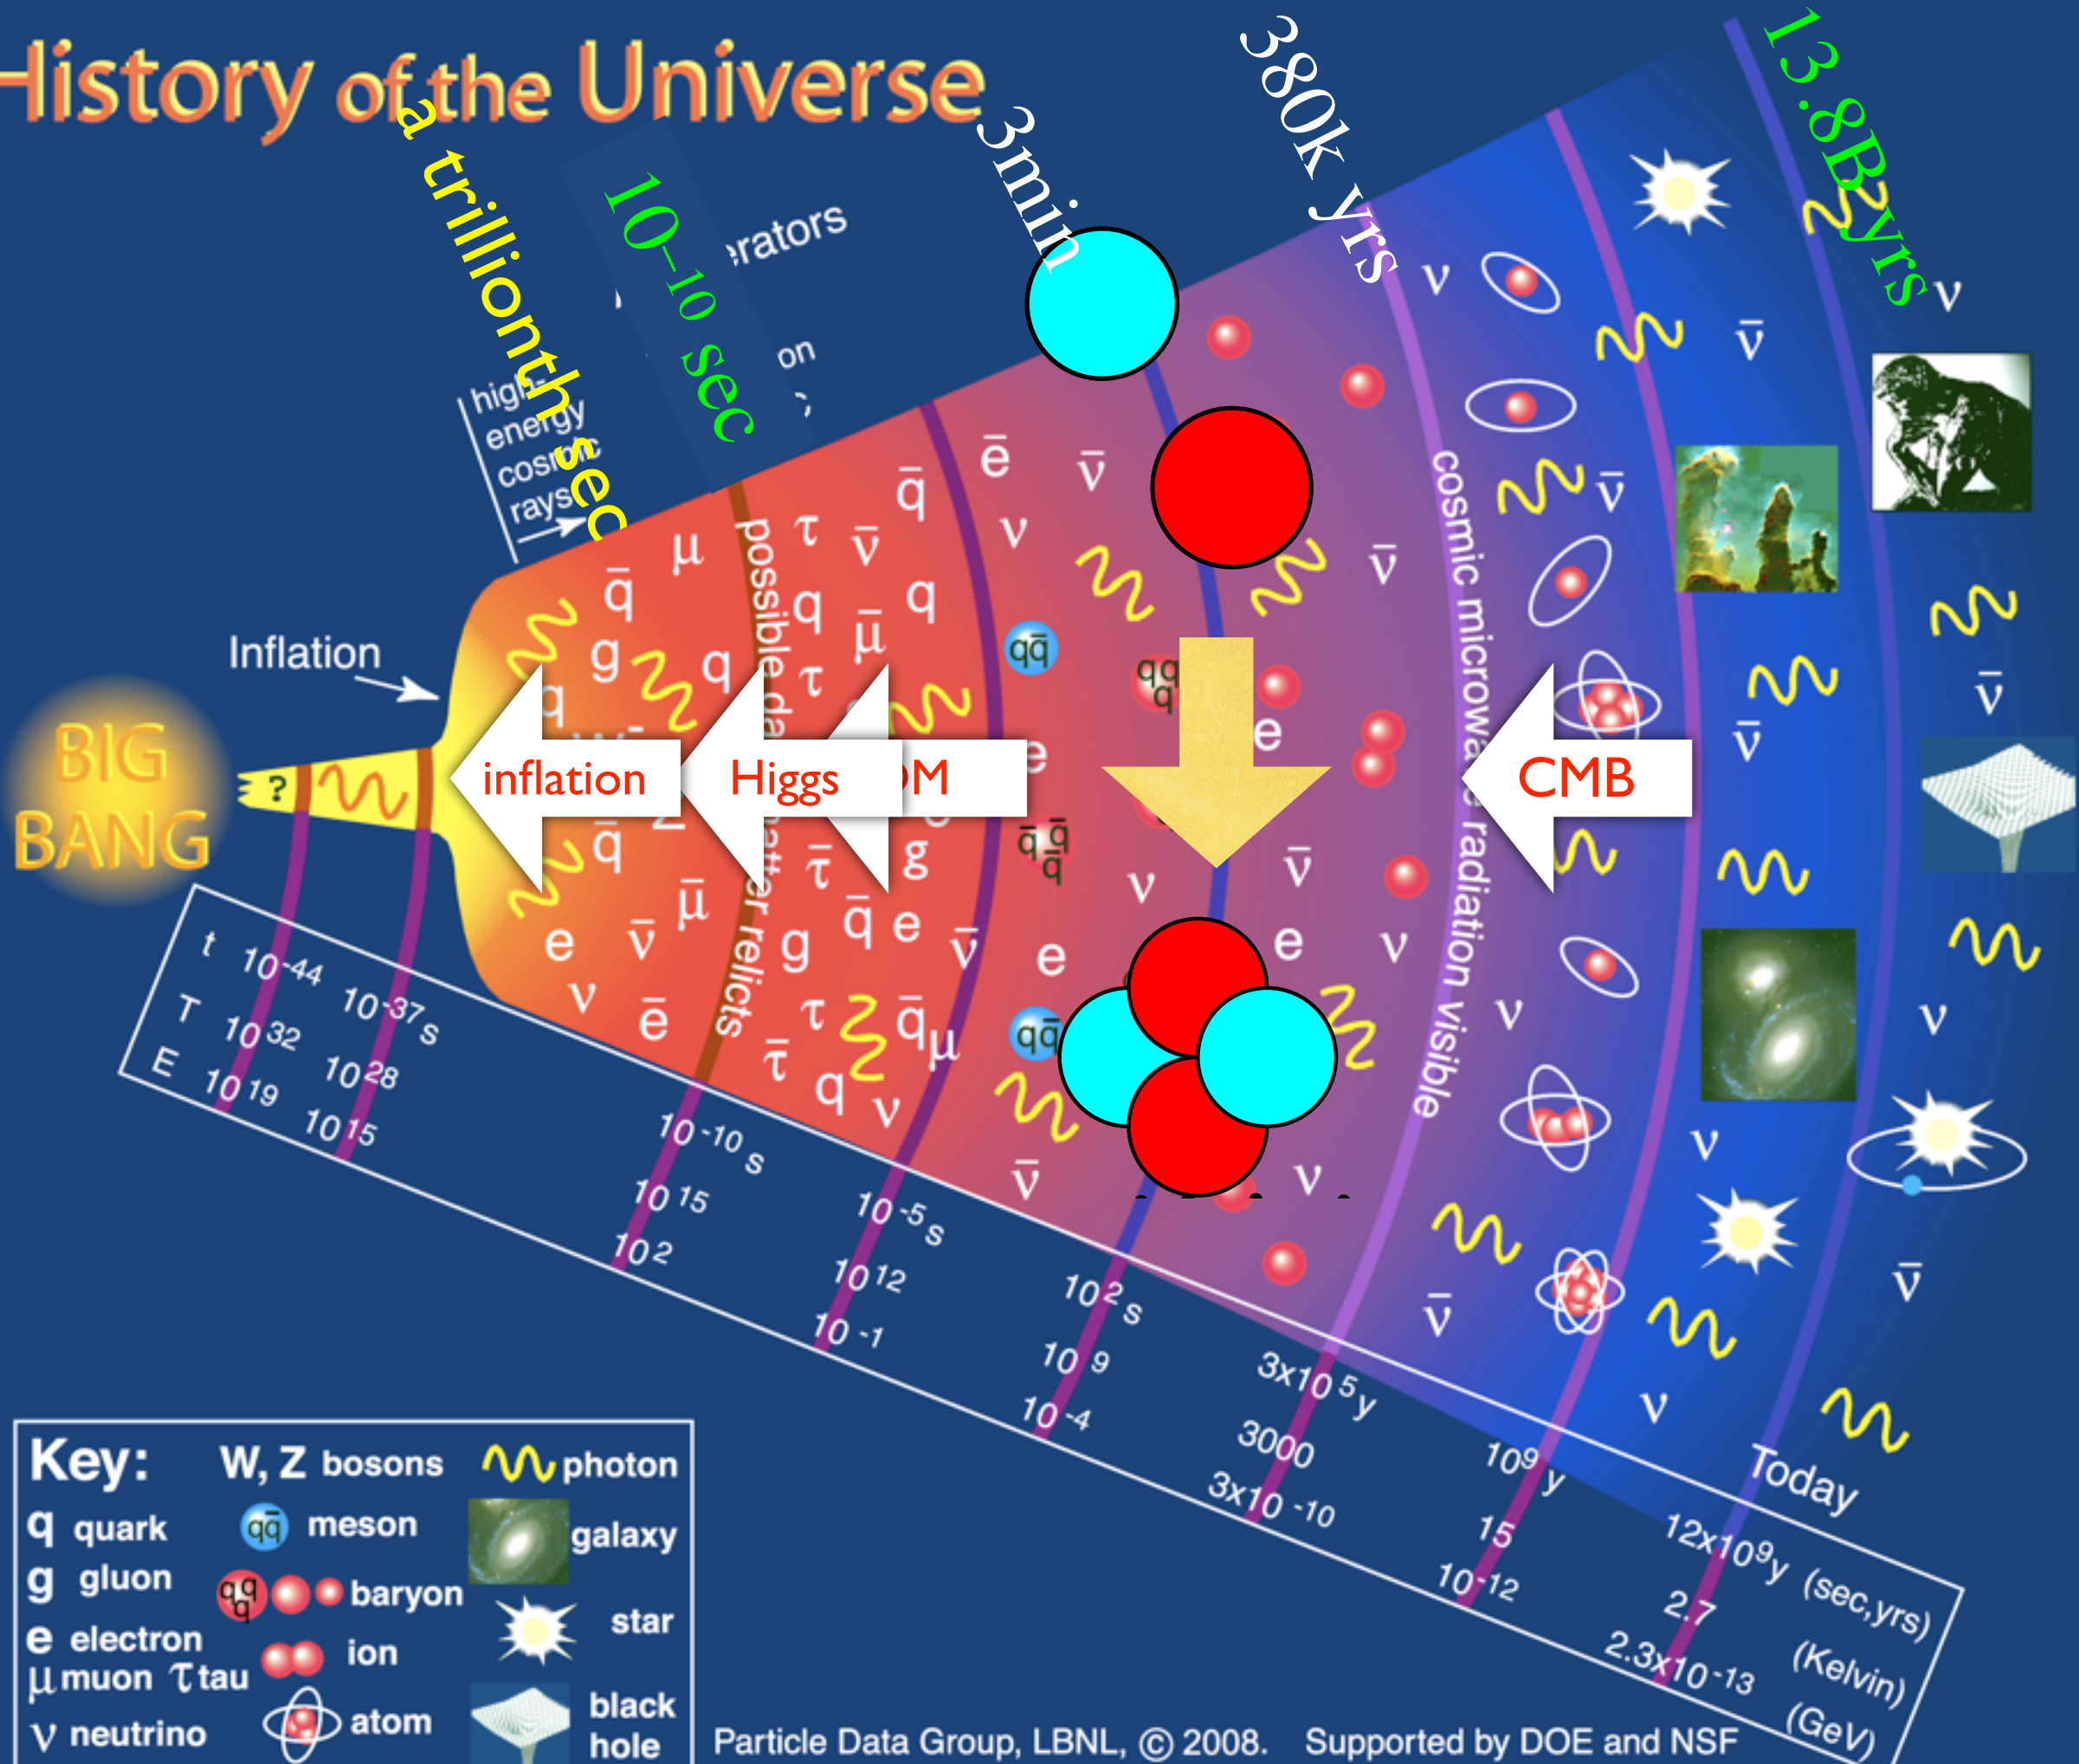 History of the Universe
a trillionth sec
10⁻¹⁰ sec
3min
380k yrs
13.8B yrs
high-
energy
cosmic
rays
Inflation
BIG
BANG
?
inflation
Higgs
CMB
possible
relicts
cosmic
radiation visible
t 10⁻⁴⁴ 10⁻³⁷ s 10⁻¹⁰ s 10⁻⁵ s 10² s 3x10⁵ y 10⁹ y 12x10⁹ y (sec,yrs)
T 10³² 10²⁸ 10¹⁵ 10¹² 10⁹ 3000 15 2.7 (Kelvin)
E 10¹⁹ 10¹⁵ 10² 10⁻¹ 10⁻⁴ 3x10⁻¹⁰ 10⁻¹² 2.3x10⁻¹³ (GeV)
Today
Key:
W, Z bosons
photon
q quark
qq̄ meson
galaxy
g gluon
qqq baryon
star
e electron
ion
μ muon τ tau
black
hole
ν neutrino
atom
Particle Data Group, LBNL, © 2008. Supported by DOE and NSF